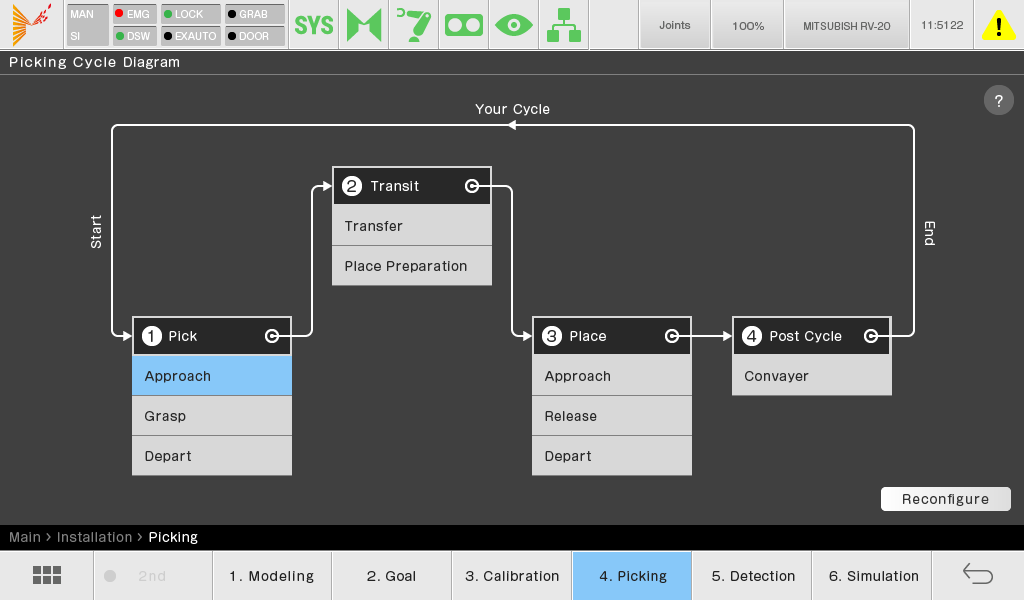 MAN EMG LOCK GRAB
SI DSW EXAUTO DOOR
SYS
Joints 100% MITSUBISH RV-20 11:5122
!
Picking Cycle Diagram
?
Your Cycle
Start
End
2 Transit
Transfer
Place Preparation
1 Pick
Approach
Grasp
Depart
3 Place
Approach
Release
Depart
4 Post Cycle
Convayer
Reconfigure
Main > Installation > Picking
2nd 1. Modeling 2. Goal 3. Calibration 4. Picking 5. Detection 6. Simulation